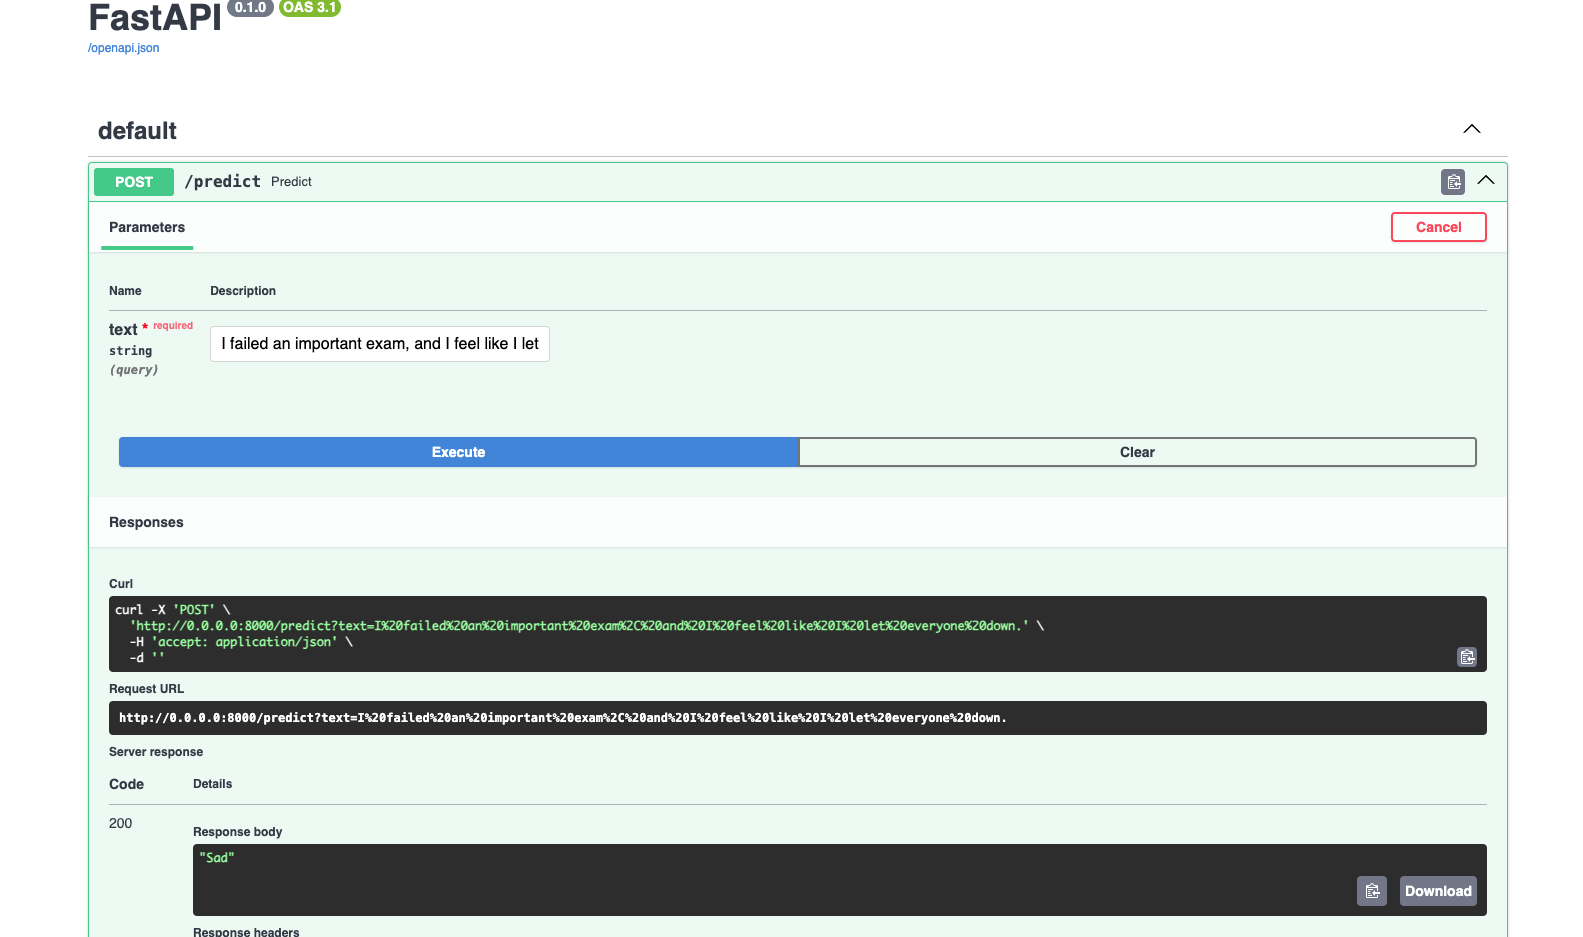 FastAPI 0.1.0 OAS 3.1
/openapi.json
default
POST /predict Predict
Parameters
Cancel
Name Description
text * required
string
(query)
I failed an important exam, and I feel like I let
Execute Clear
Responses
Curl
curl -X 'POST' \
'http://0.0.0.0:8000/predict?text=I%20failed%20an%20important%20exam%2C%20and%20I%20feel%20like%20I%20let%20everyone%20down.' \
-H 'accept: application/json' \
-d ''
Request URL
http://0.0.0.0:8000/predict?text=I%20failed%20an%20important%20exam%2C%20and%20I%20feel%20like%20I%20let%20everyone%20down.
Server response
Code Details
200
Response body
"Sad"
Download
Response headers